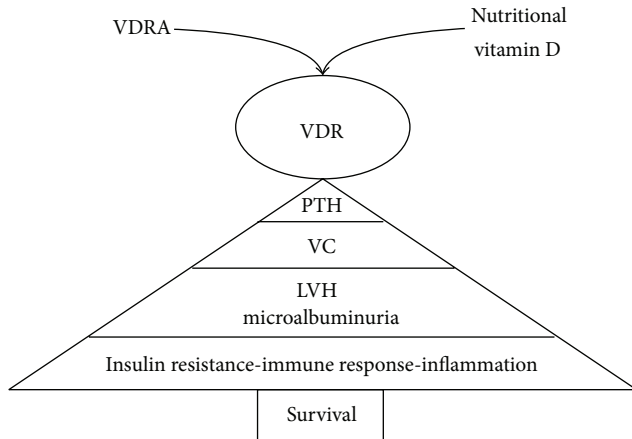 VDRA
Nutritional
vitamin D
VDR
PTH
VC
LVH
microalbuminuria
Insulin resistance-immune response-inflammation
Survival